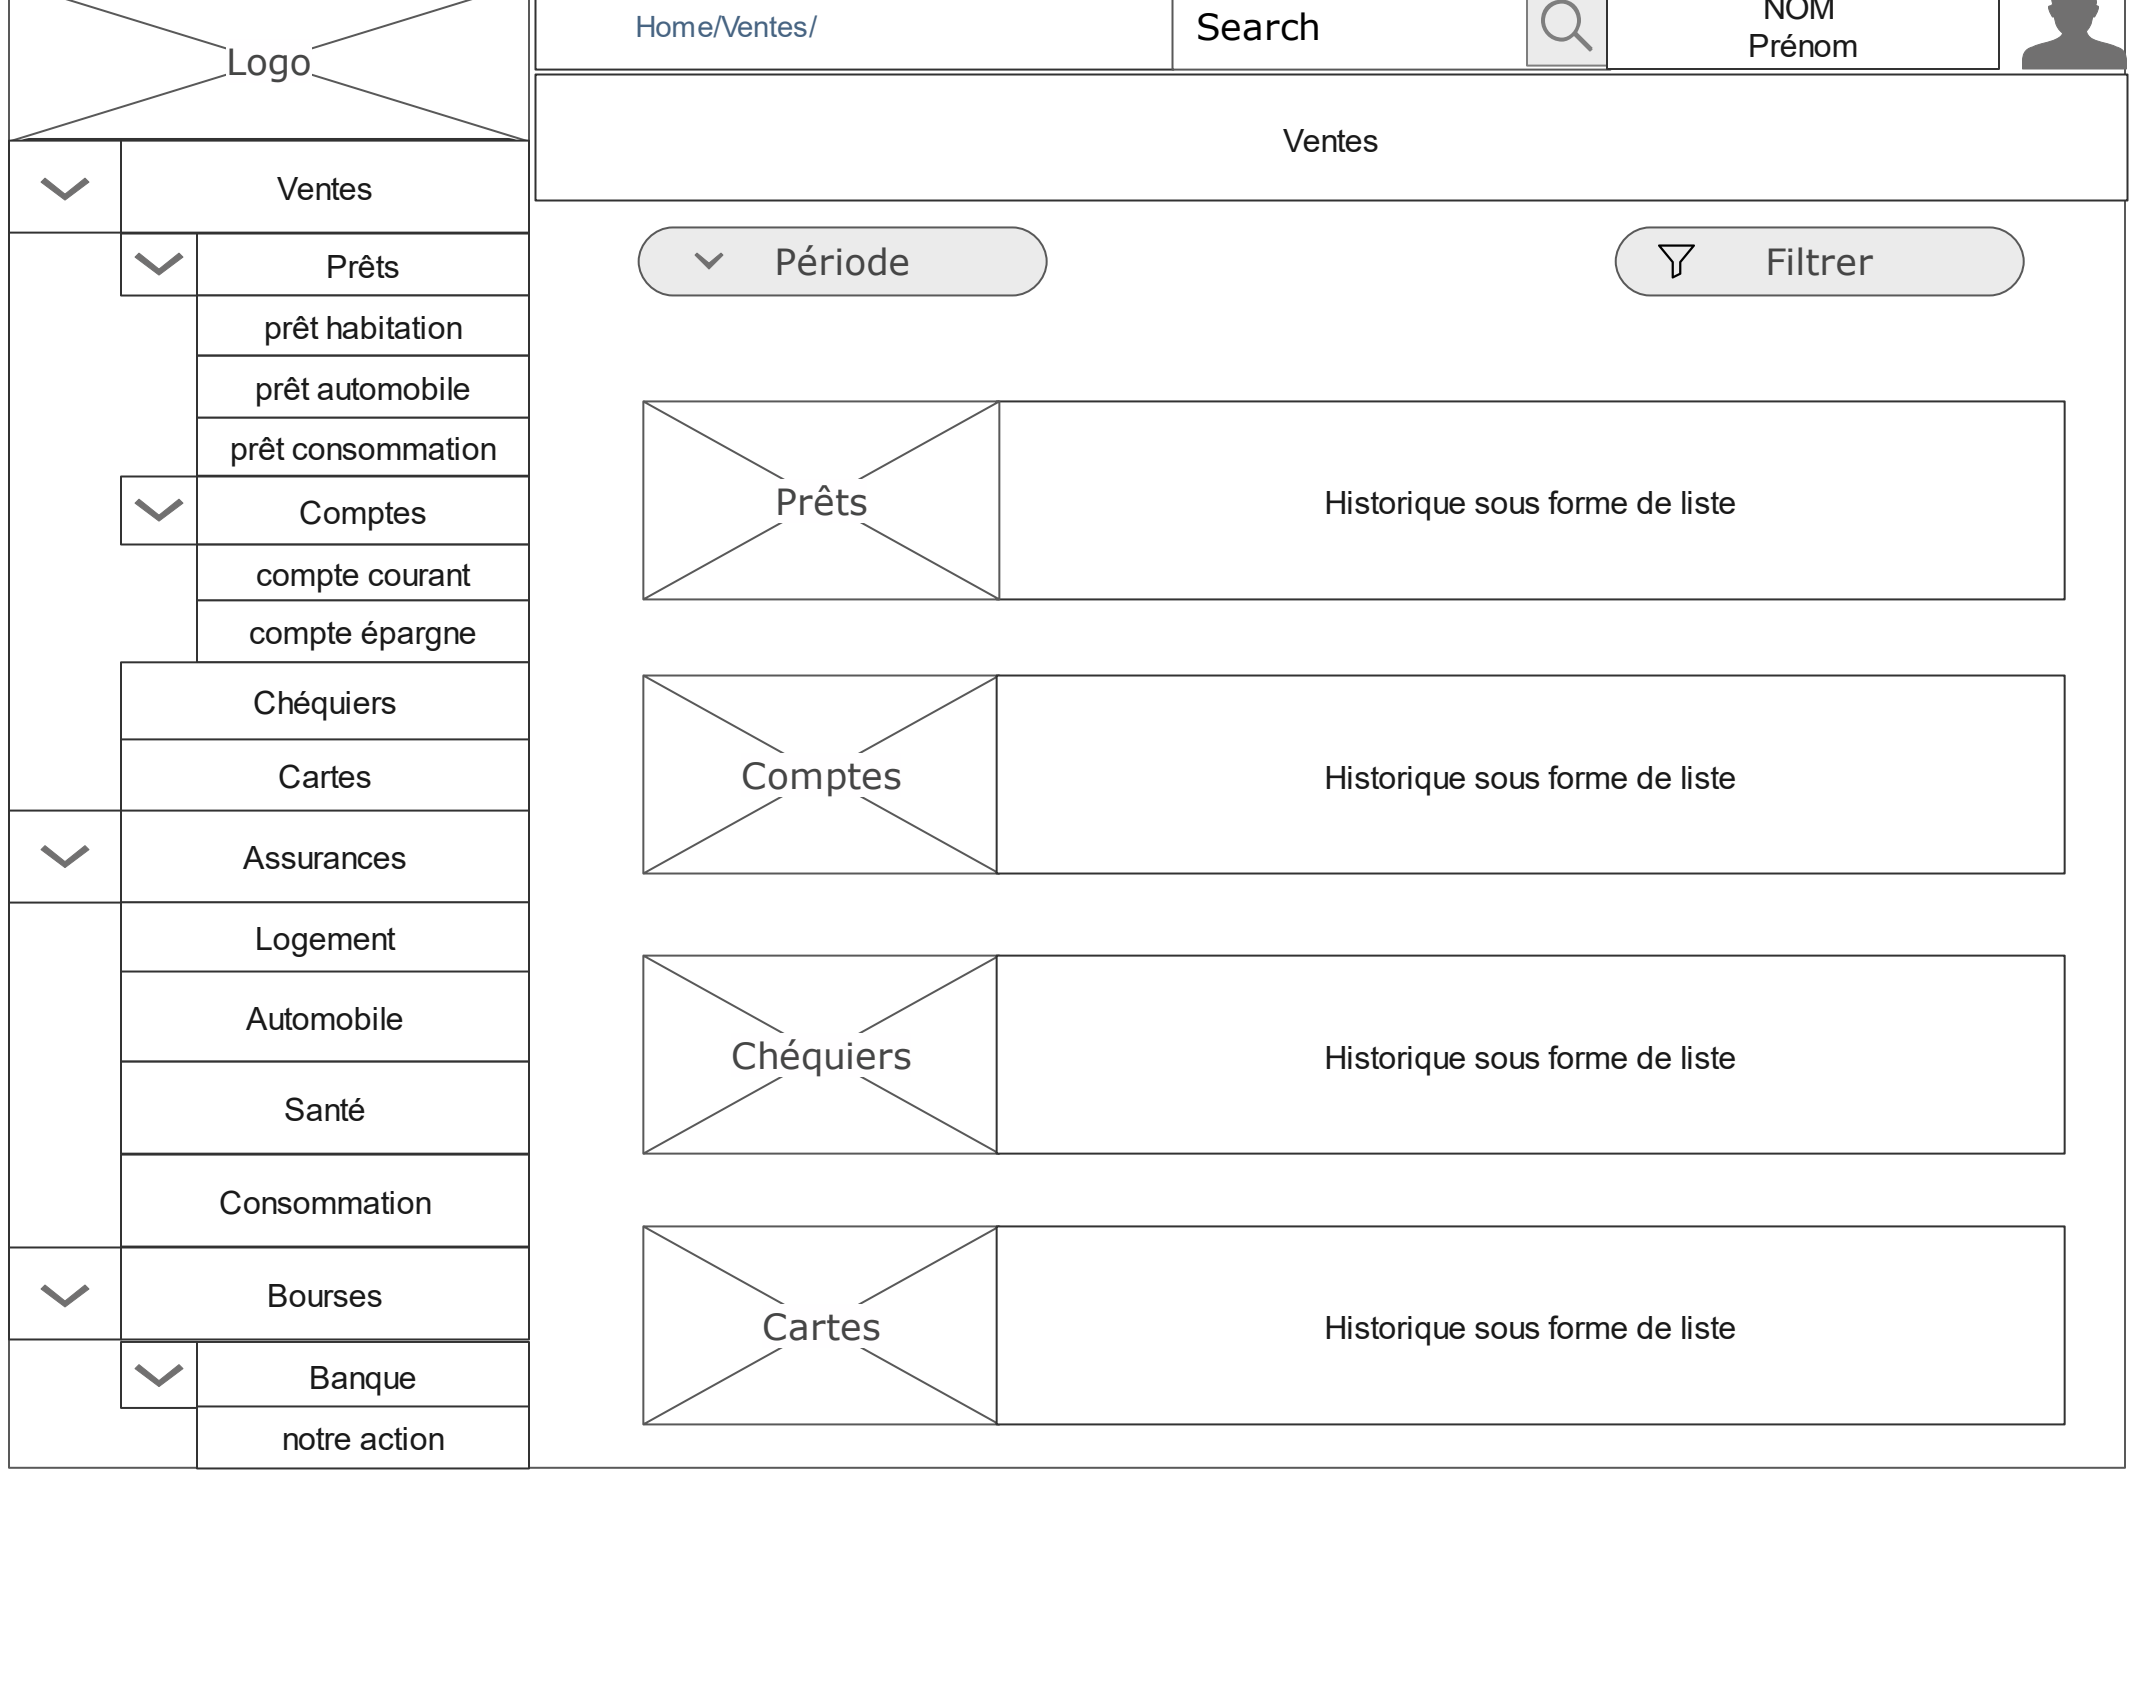 Logo
Home/Ventes/
Search
NOM
Prénom
Ventes
Prêts
prêt habitation
prêt automobile
prêt consommation
Comptes
compte courant
compte épargne
Chéquiers
Cartes
Assurances
Logement
Automobile
Santé
Consommation
Bourses
Banque
notre action
Ventes
Période
Filtrer
Prêts
Historique sous forme de liste
Comptes
Historique sous forme de liste
Chéquiers
Historique sous forme de liste
Cartes
Historique sous forme de liste